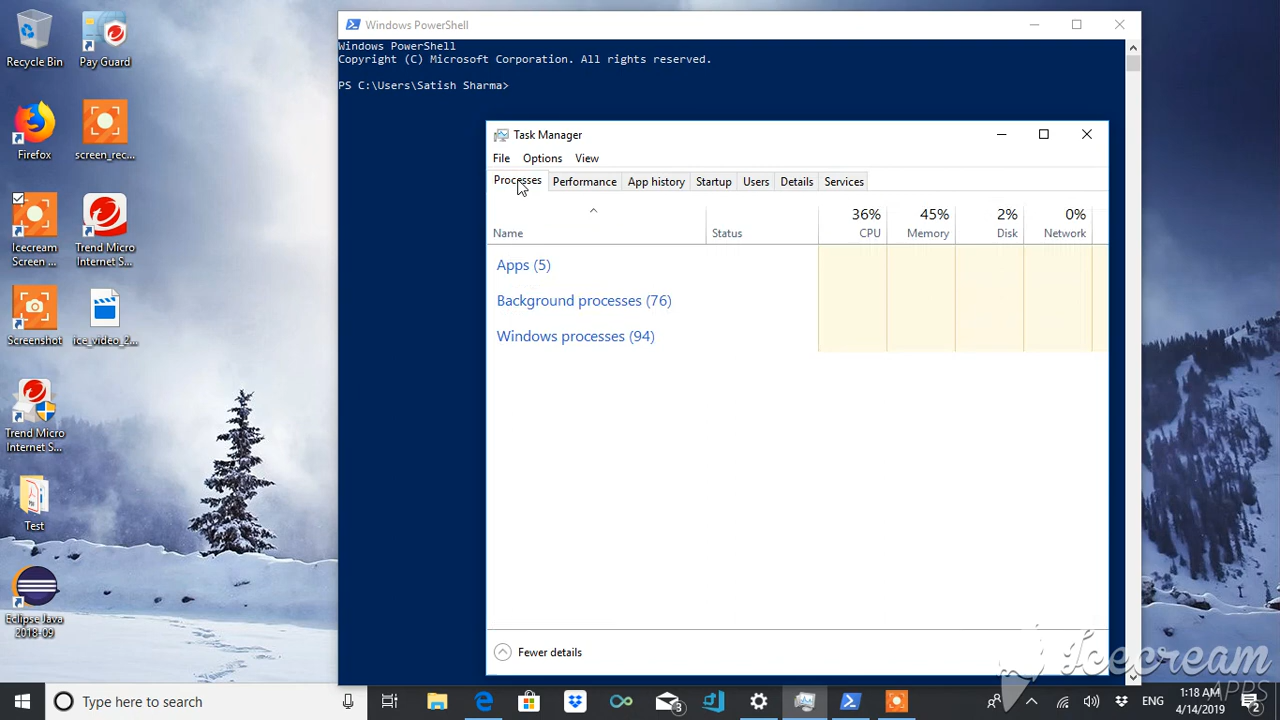 Recycle Bin
Pay Guard
Firefox
screen_rec...
Icecream
Screen ...
Trend Micro
Internet S...
Screenshot
ice_video_2...
Trend Micro
Internet S...
Test
Eclipse Java
2018-09
Windows PowerShell
Windows PowerShell
Copyright (C) Microsoft Corporation. All rights reserved.
PS C:\Users\Satish Sharma>
Task Manager
File Options View
Processes Performance App history Startup Users Details Services
36% 45% 2% 0%
Name Status CPU Memory Disk Network
Apps (5)
Background processes (76)
Windows processes (94)
Fewer details
Icecream
APPS
Type here to search
3
ENG
1:18 AM
4/14/2019
2